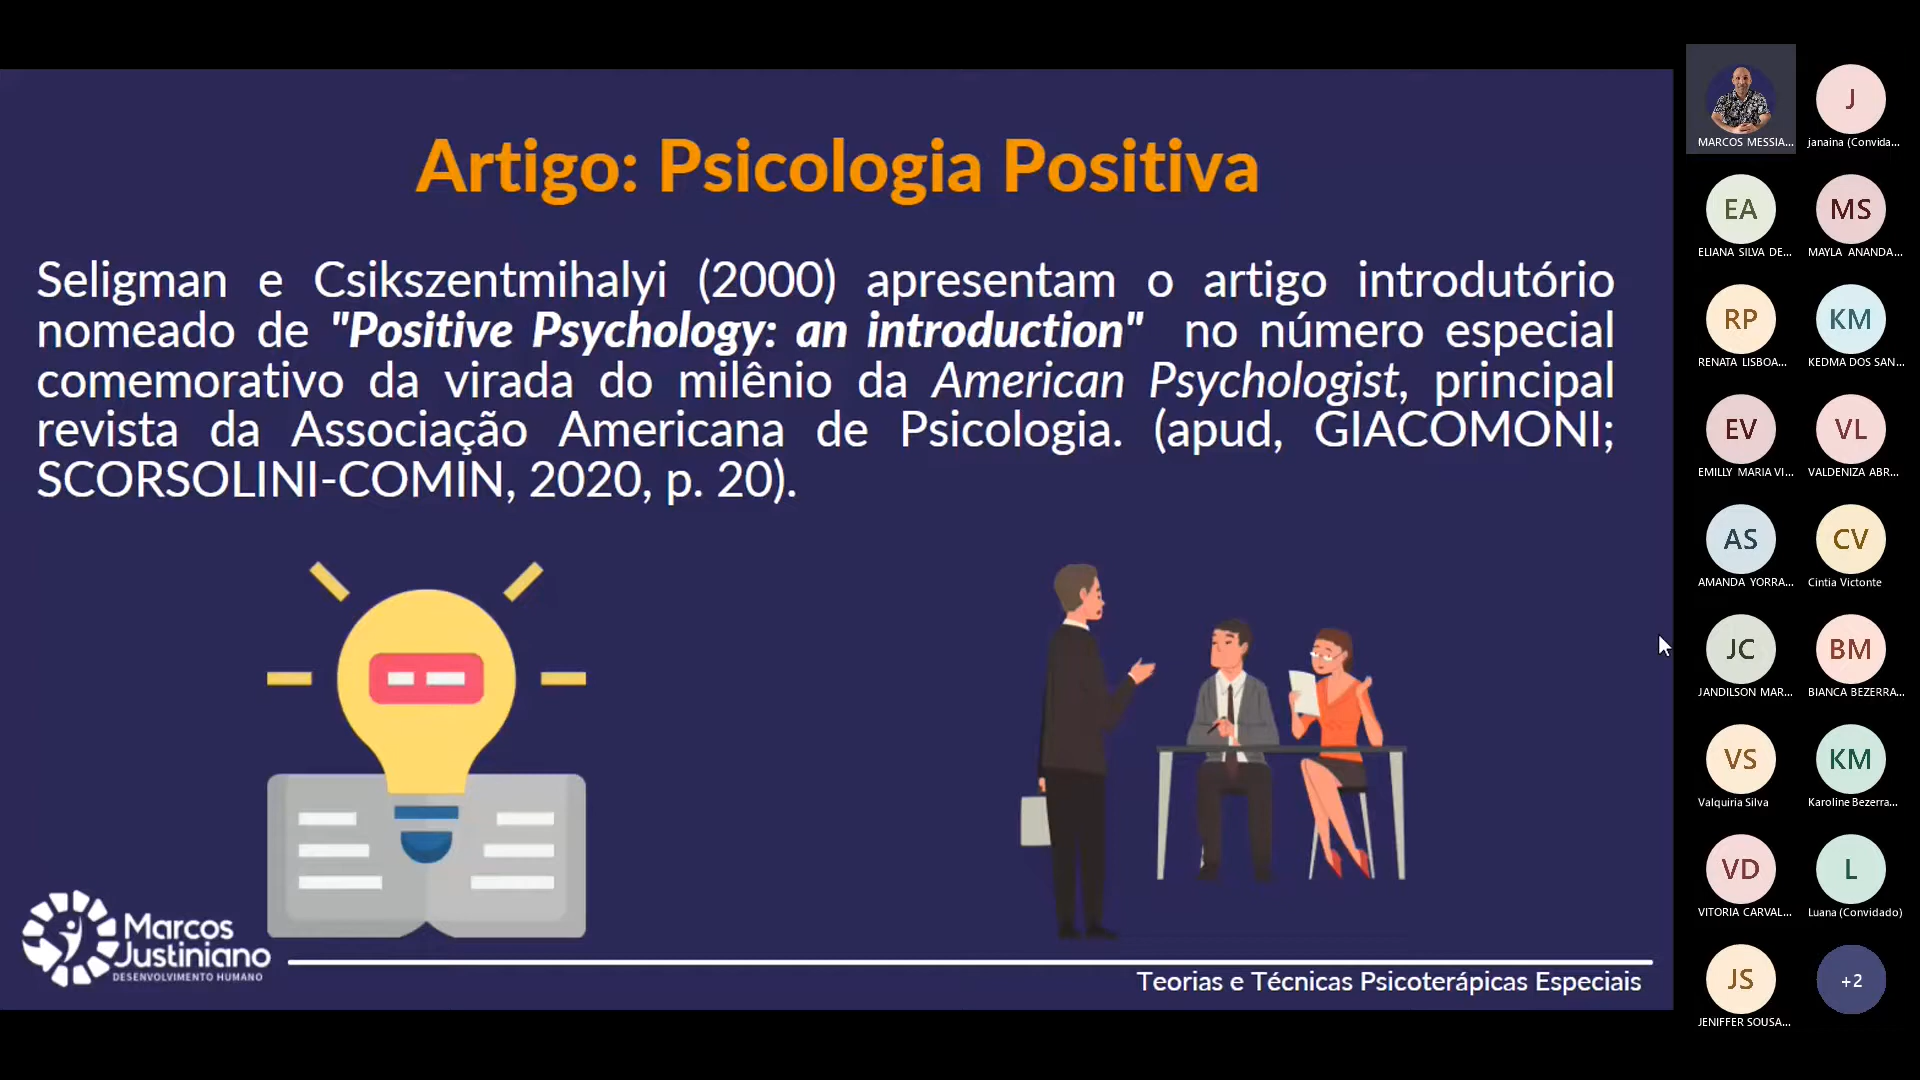 Artigo: Psicologia Positiva
Seligman e Csikszentmihalyi (2000) apresentam o artigo introdutório
nomeado de "Positive Psychology: an introduction" no número especial
comemorativo da virada do milênio da American Psychologist, principal
revista da Associação Americana de Psicologia. (apud, GIACOMONI;
SCORSOLINI-COMIN, 2020, p. 20).
Marcos
Justiniano
DESENVOLVIMENTO HUMANO
Teorias e Técnicas Psicoterápicas Especiais
MARCOS MESSIA...
J
janaina (Convida...
EA
ELIANA SILVA DE...
MS
MAYLA ANANDA...
RP
RENATA LISBOA...
KM
KEDMA DOS SAN...
EV
EMILLY MARIA VI...
VL
VALDENIZA ABR...
AS
AMANDA YORRA...
CV
Cintia Victonte
JC
JANDILSON MAR...
BM
BIANCA BEZERRA...
VS
Valquiria Silva
KM
Karoline Bezerra...
VD
VITORIA CARVAL...
L
Luana (Convidado)
JS
JENIFFER SOUSA...
+2